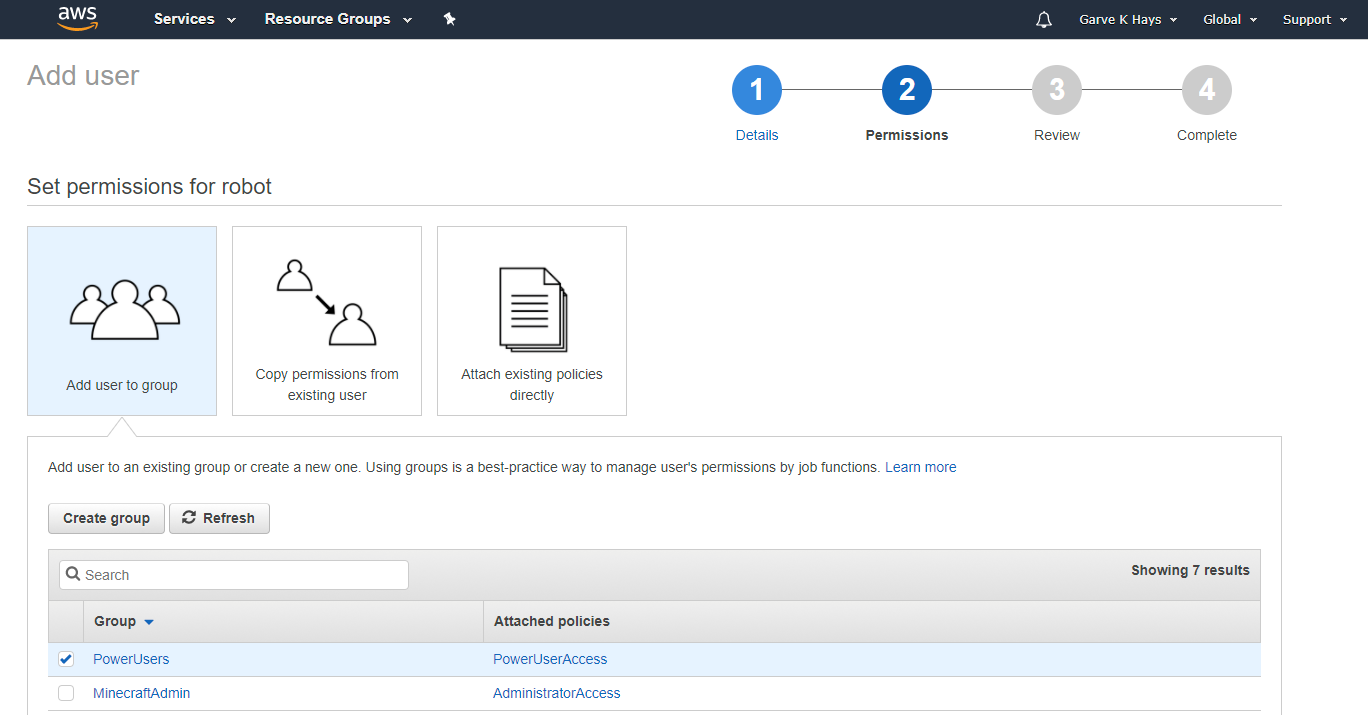 aws Services Resource Groups Garve K Hays Global Support
Add user
1 2 3 4
Details Permissions Review Complete
Set permissions for robot
Add user to group
Copy permissions from
existing user
Attach existing policies
directly
Add user to an existing group or create a new one. Using groups is a best-practice way to manage user's permissions by job functions. Learn more
Create group Refresh
Search Showing 7 results
Group Attached policies
PowerUsers PowerUserAccess
MinecraftAdmin AdministratorAccess